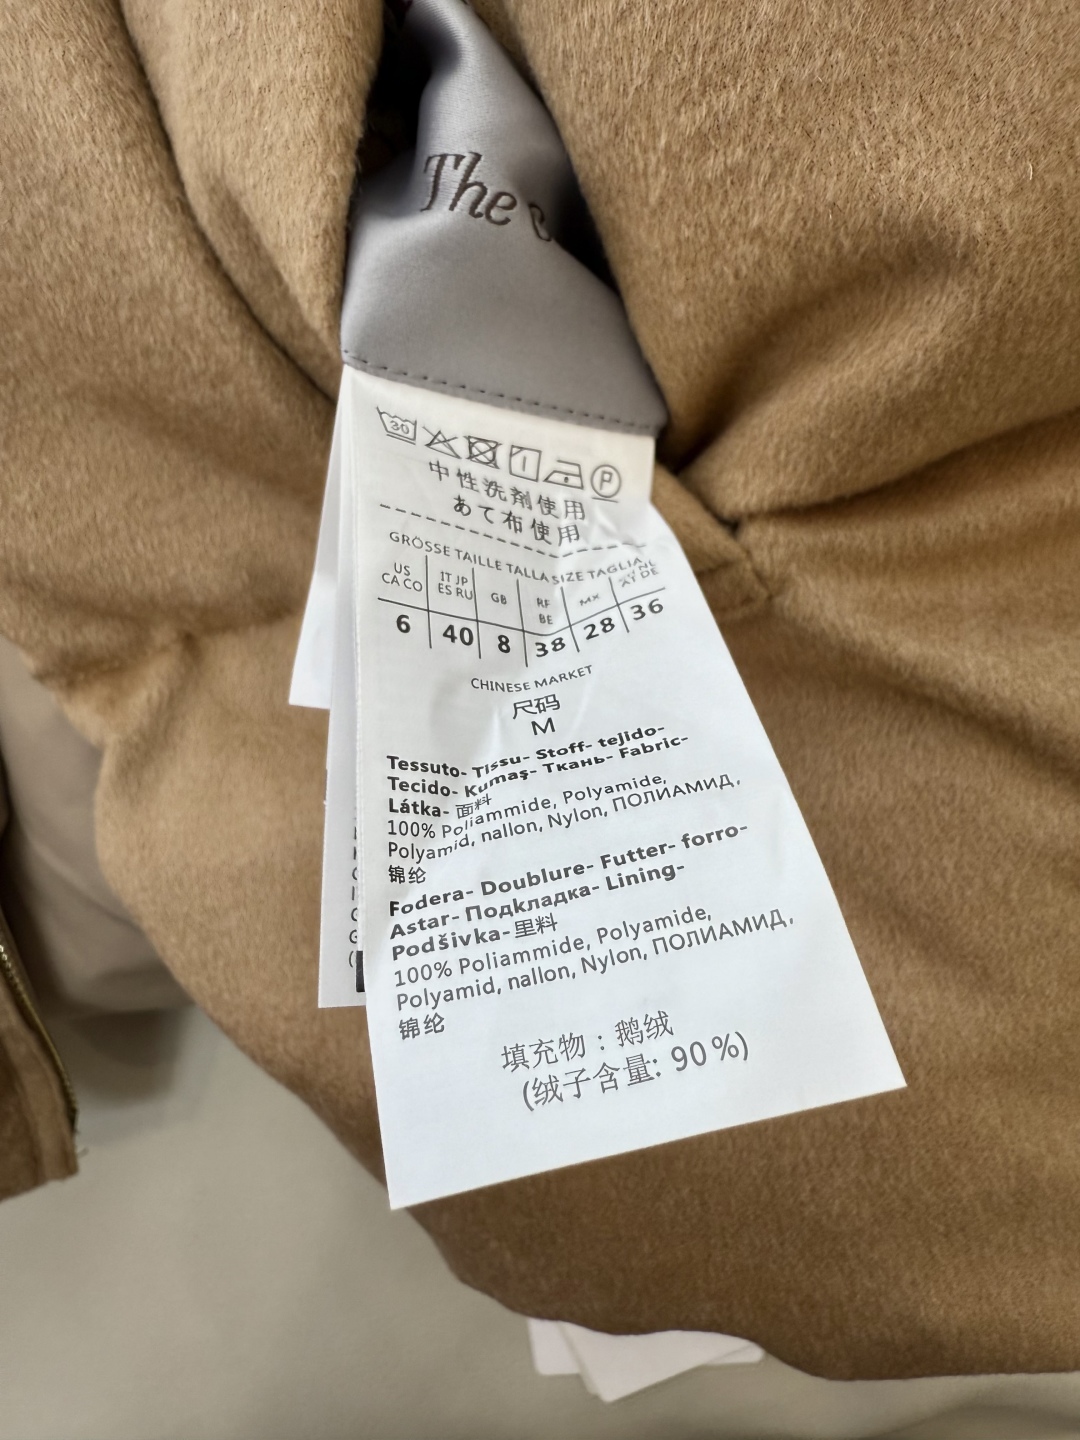 The
30
P
中性洗剤使用
あて布使用
GRÖSSE TAILLE TALLA SIZE TAGLIA
US CA CO
IT JP ES RU
GB
BE
MX
DE
6 40 8 38 28 36
CHINESE MARKET
尺码
M
Tessuto- Tissu- Stoff- tejido-
Tecido- Kumaş- Ткань- Fabric-
Látka- 面料
100% Poliammide, Polyamide,
Polyamid, nallon, Nylon, ПОЛИАМИД,
锦纶
Fodera- Doublure- Futter- forro-
Astar- Подкладка- Lining-
Podšívka- 里料
100% Poliammide, Polyamide,
Polyamid, nallon, Nylon, ПОЛИАМИД,
锦纶
填充物：鹅绒
(绒子含量: 90%)